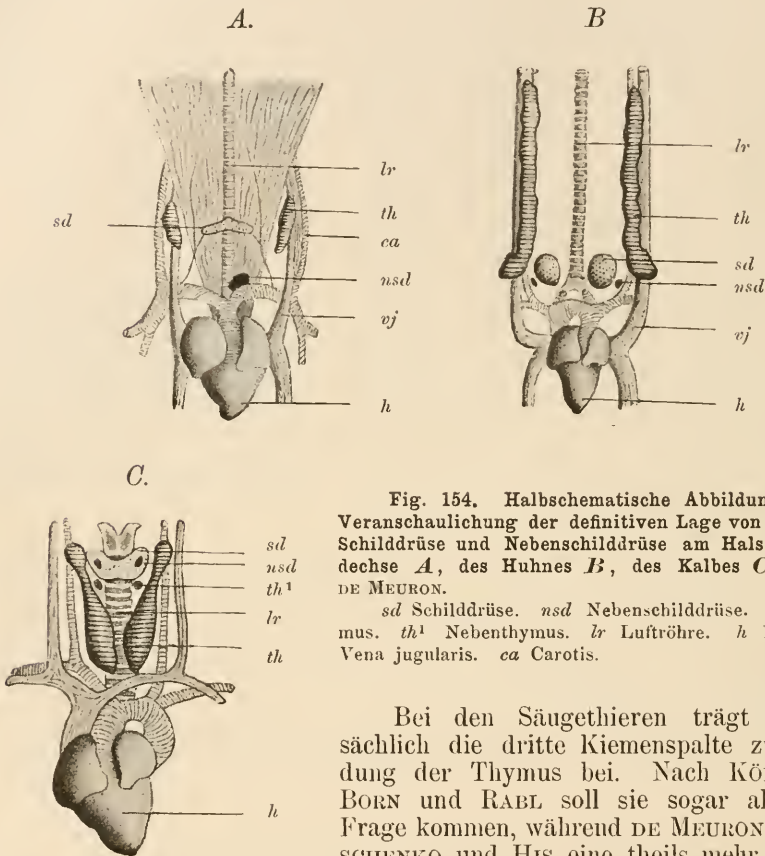 A.
B
lr
th
sd
ca
nsd
vj
h
lr
th
sd
nsd
vj
h
C.
sd
nsd
th¹
lr
th
h
Fig. 154. Halbschematische Abbildun
Veranschaulichung der definitiven Lage von
Schilddrüse und Nebenschilddrüse am Hals
dechse A, des Huhnes B, des Kalbes C
DE MEURON.
sd Schilddrüse. nsd Nebenschilddrüse.
mus. th¹ Nebenthymus. lr Luftröhre. h
Vena jugularis. ca Carotis.
Bei den Säugethieren trägt
sächlich die dritte Kiemenspalte z
dung der Thymus bei. Nach Kö
BORN und RABL soll sie sogar al
Frage kommen, während DE MEURON
SCHENKO und HIS eine theils mehr